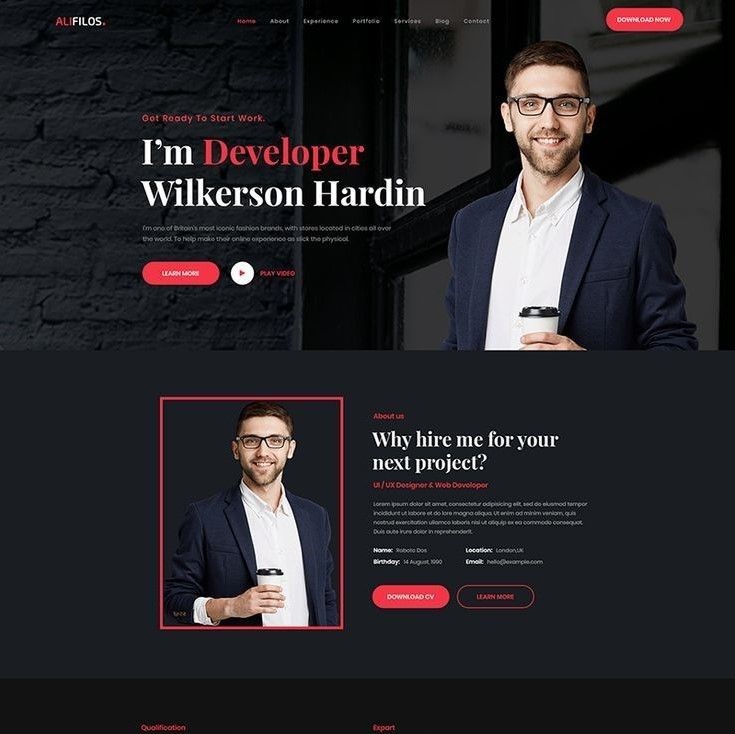 ALIFILOS.
Home About Experience Portfolio Services Blog Contact
DOWNLOAD NOW
Get Ready To Start Work.
I'm Developer
Wilkerson Hardin
I'm one of Britain's most iconic fashion brands, with stores located in cities all over
the world. To help make their online experience as slick the physical.
LEARN MORE
PLAY VIDEO
About us
Why hire me for your
next project?
UI / UX Designer & Web Developer
Lorem ipsum dolor sit amet, consectetur adipisicing elit, sed do eiusmod tempor
incididunt ut labore et do lore magna aliqua. Ut enim ad minim veniam, quis
nostrud exercitation ullamco laboris nisi ut aliquip ex ea commodo consequat.
Duis aute irure dolor in reprehenderit.
Name: Roboto Dos Location: London,UK
Birthday: 14 August, 1990 Email: hello@example.com
DOWNLOAD CV
LEARN MORE
Qualification
Expart